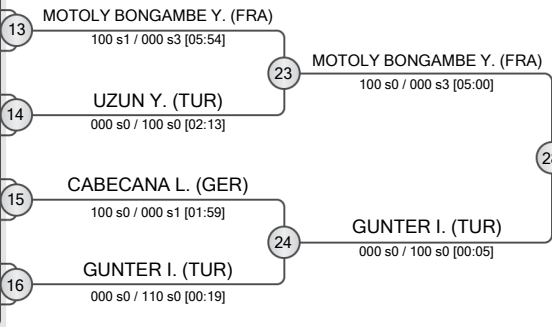 MOTOLY BONGAMBE Y. (FRA)
13
100 s1 / 000 s3 [05:54]
23
MOTOLY BONGAMBE Y. (FRA)
100 s0 / 000 s3 [05:00]
UZUN Y. (TUR)
14
000 s0 / 100 s0 [02:13]
CABECANA L. (GER)
15
100 s0 / 000 s1 [01:59]
24
GUNTER I. (TUR)
000 s0 / 100 s0 [00:05]
GUNTER I. (TUR)
16
000 s0 / 110 s0 [00:19]